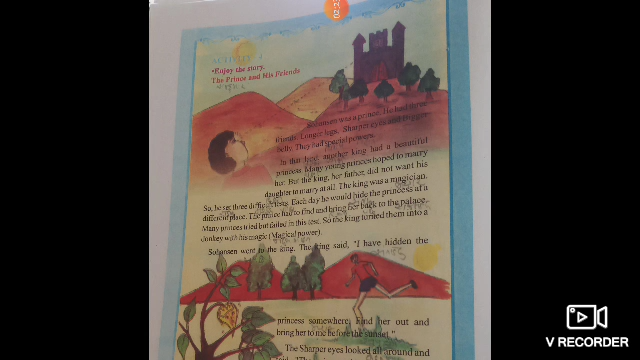 ACTIVITY 4
•Enjoy the story.
The Prince and His Friends
Sohansen was a prince. He had three
friends. Longer legs, Sharper eyes and Bigger
belly. They had special powers.
In that land, another king had a beautiful
princess. Many young princes hoped to marry
her. But the king, her father, did not want his
daughter to marry at all. The king was a magician.
So, he set three difficult tests. Each day he would hide the princess at a
different place. The prince had to find and bring her back to the palace.
Many princes tried but failed in this test. So the king turned them into a
donkey with his magic (Magical power).
Sohansen went to the king. The king said, "I have hidden the
princess somewhere. Find her out and
bring her to me before the sunset."
The Sharper eyes looked all around and
V RECORDER